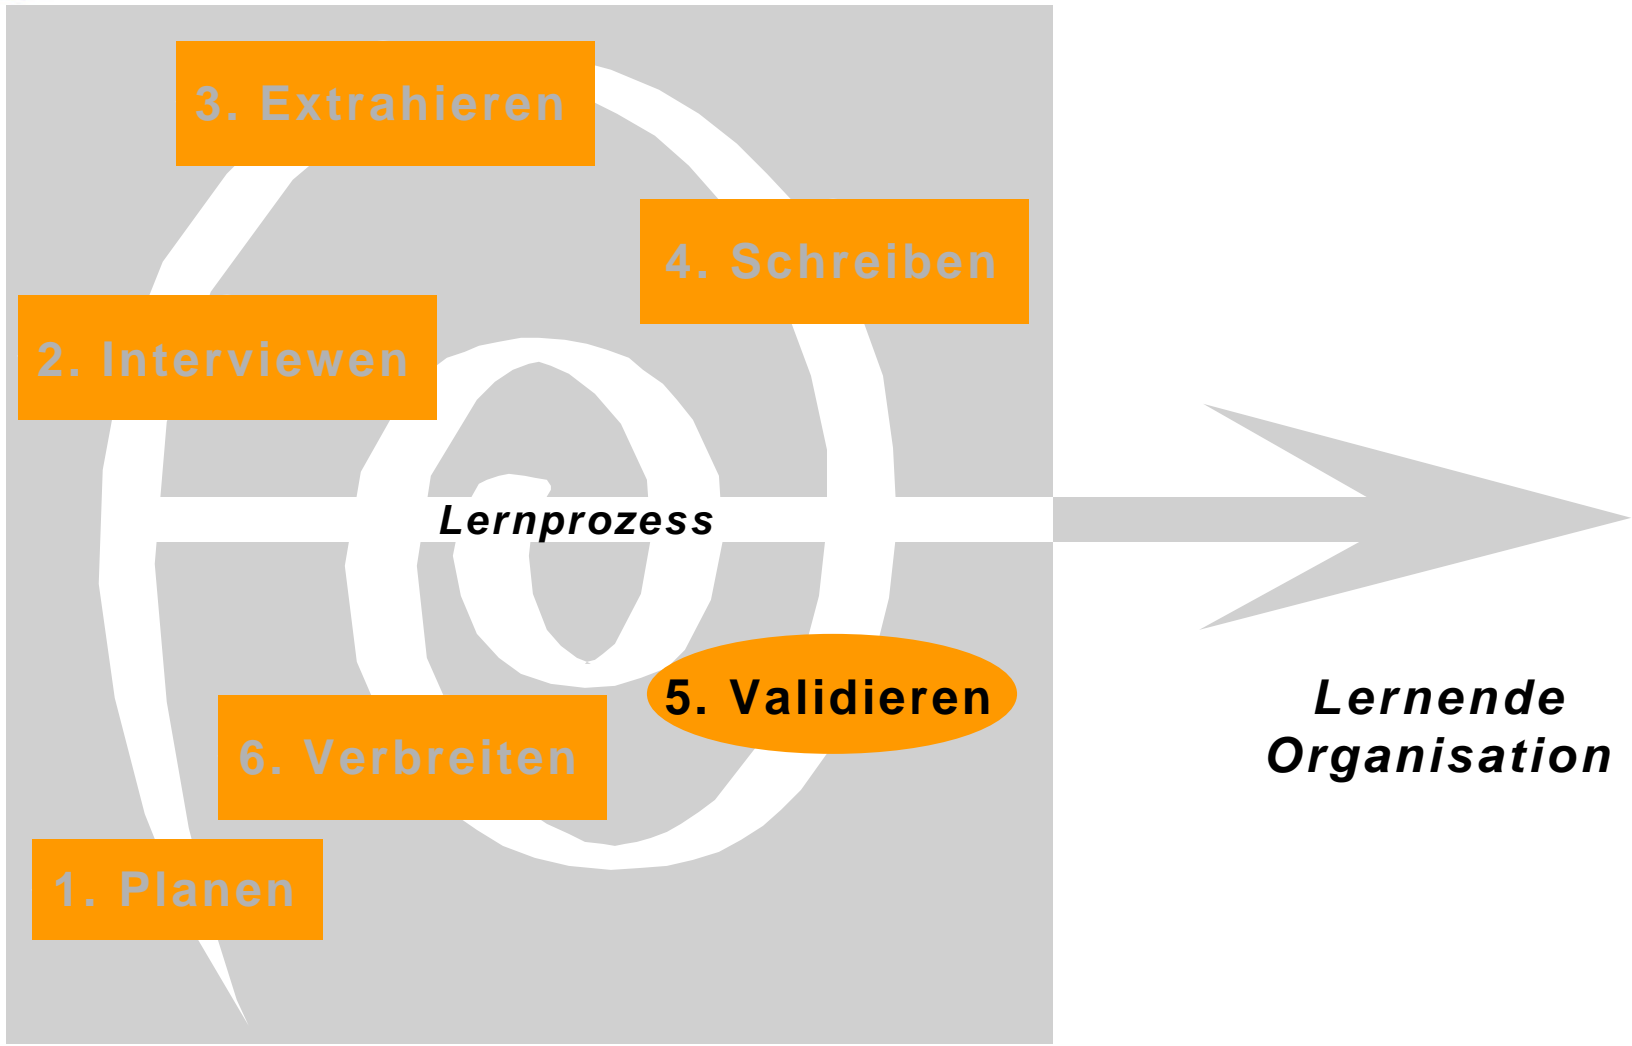 3. Extrahieren
4. Schreiben
2. Interviewen
Lernprozess
5. Validieren
6. Verbreiten
1. Planen
Lernende
Organisation